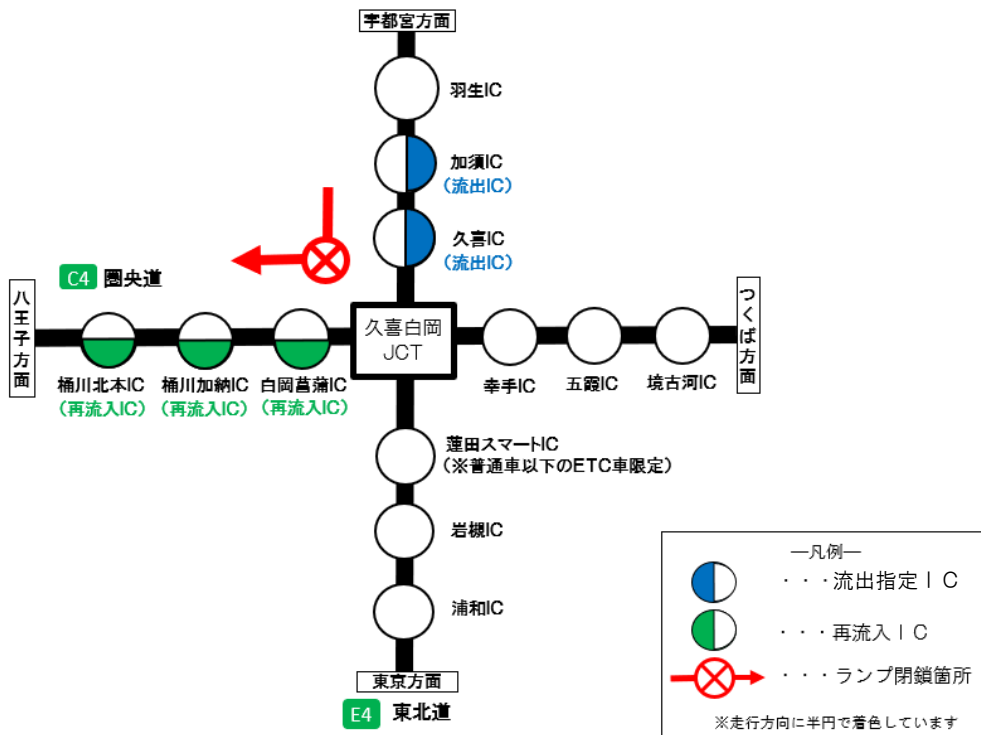 宇都宮方面
羽生IC
加須IC
(流出IC)
久喜IC
(流出IC)
C4 圏央道
八王子方面
久喜白岡
JCT
つくば方面
桶川北本IC
(再流入IC)
桶川加納IC
(再流入IC)
白岡菖蒲IC
(再流入IC)
幸手IC
五霞IC
境古河IC
蓮田スマートIC
(※普通車以下のETC車限定)
岩槻IC
浦和IC
東京方面
E4 東北道
―凡例―
・・・流出指定ＩＣ
・・・再流入ＩＣ
・・・ランプ閉鎖箇所
※走行方向に半円で着色しています